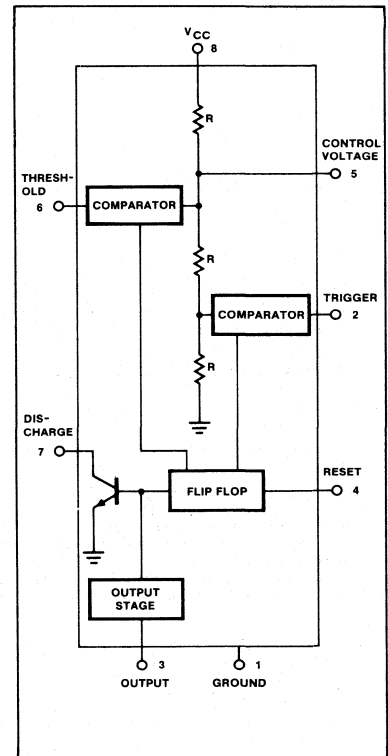 VCC
8
R
CONTROL
VOLTAGE
5
THRESH-
OLD
6
COMPARATOR
R
TRIGGER
COMPARATOR
2
R
DIS-
CHARGE
7
RESET
FLIP FLOP
4
OUTPUT
STAGE
3
1
OUTPUT
GROUND